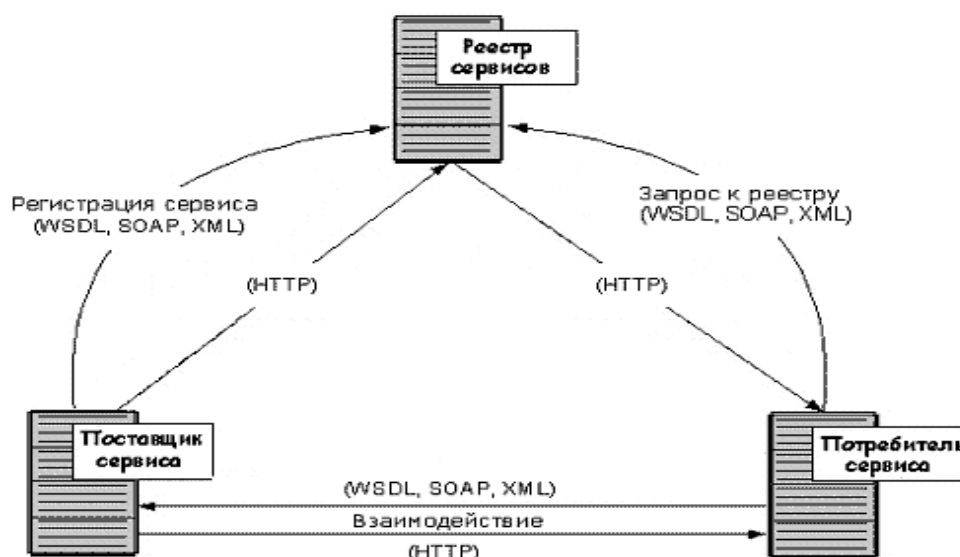 Реестр
сервисов
Регистрация сервиса
(WSDL, SOAP, XML)
Запрос к реестру
(WSDL, SOAP, XML)
(HTTP)
(HTTP)
Поставщик
сервиса
Потребитель
сервиса
(WSDL, SOAP, XML)
Взаимодействие
(HTTP)